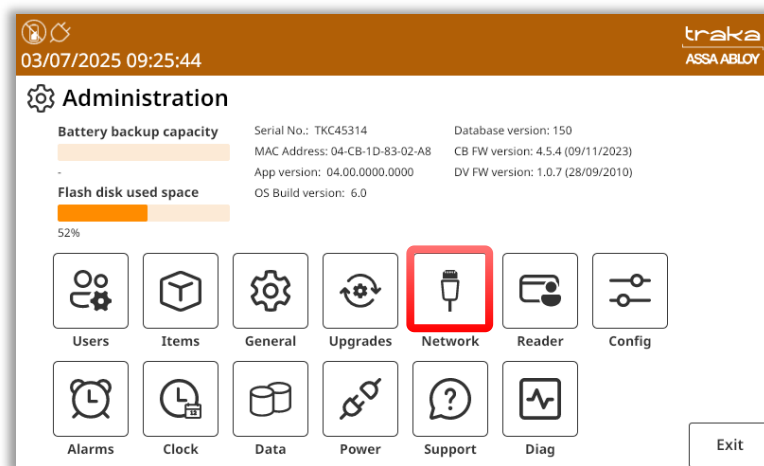 03/07/2025 09:25:44
traka
ASSA ABLOY
Administration
Battery backup capacity
-
Flash disk used space
52%
Serial No.: TKC45314
MAC Address: 04-CB-1D-83-02-A8
App version: 04.00.0000.0000
OS Build version: 6.0
Database version: 150
CB FW version: 4.5.4 (09/11/2023)
DV FW version: 1.0.7 (28/09/2010)
Users
Items
General
Upgrades
Network
Reader
Config
Alarms
Clock
Data
Power
Support
Diag
Exit